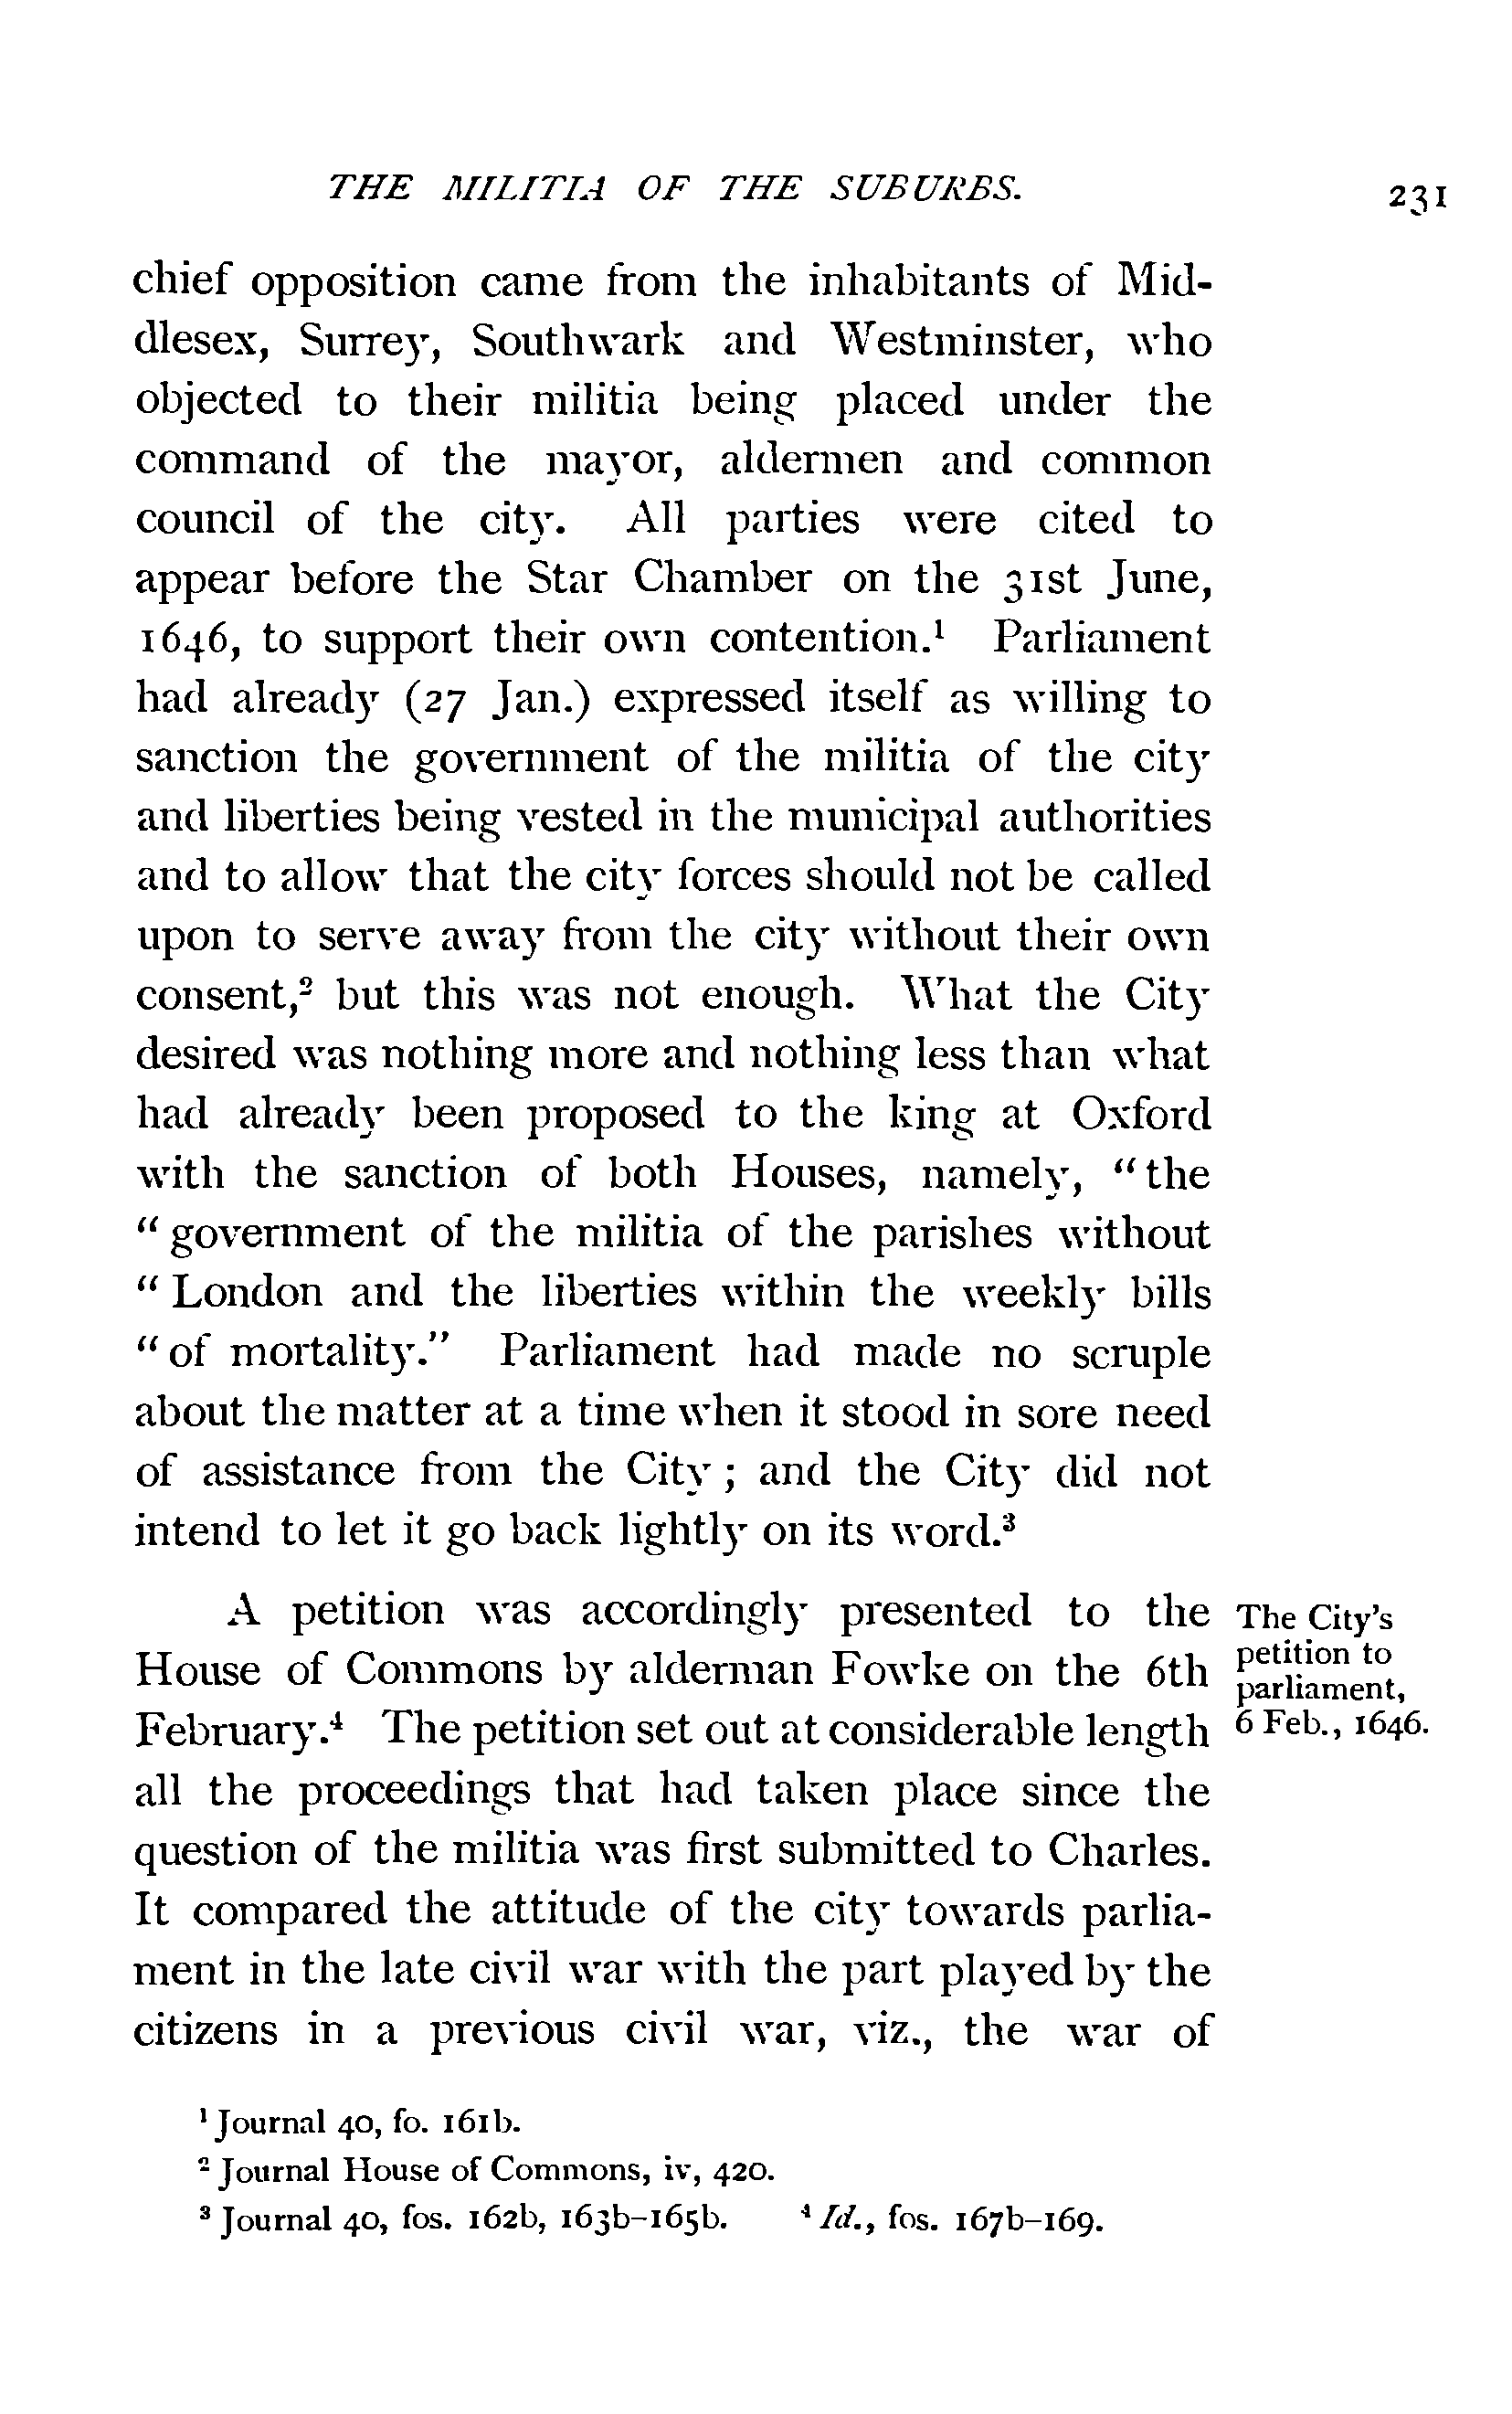 THE MILITIA OF THE SUBURBS.
231
chief opposition came from the inhabitants of Mid-
dlesex, Surrey, Southwark and Westminster, who
objected to their militia being placed under the
command of the mayor, aldermen and common
council of the city. All parties were cited to
appear before the Star Chamber on the 31st June,
1646, to support their own contention.¹ Parliament
had already (27 Jan.) expressed itself as willing to
sanction the government of the militia of the city
and liberties being vested in the municipal authorities
and to allow that the city forces should not be called
upon to serve away from the city without their own
consent,² but this was not enough. What the City
desired was nothing more and nothing less than what
had already been proposed to the king at Oxford
with the sanction of both Houses, namely, "the
"government of the militia of the parishes without
"London and the liberties within the weekly bills
"of mortality." Parliament had made no scruple
about the matter at a time when it stood in sore need
of assistance from the City; and the City did not
intend to let it go back lightly on its word.³
A petition was accordingly presented to the
House of Commons by alderman Fowke on the 6th
February.⁴ The petition set out at considerable length
all the proceedings that had taken place since the
question of the militia was first submitted to Charles.
It compared the attitude of the city towards parlia-
ment in the late civil war with the part played by the
citizens in a previous civil war, viz., the war of
The City's
petition to
parliament,
6 Feb., 1646.
¹ Journal 40, fo. 161b.
² Journal House of Commons, iv, 420.
³ Journal 40, fos. 162b, 163b-165b. ⁴ Id., fos. 167b-169.